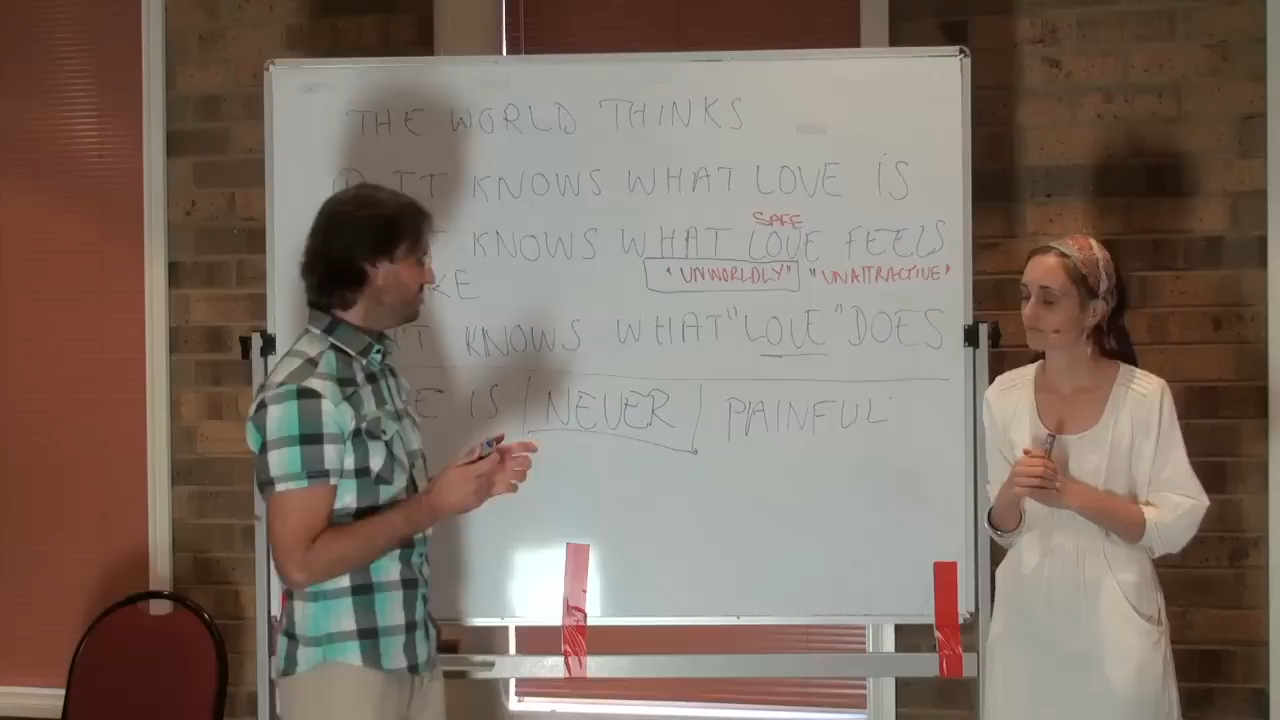 THE WORLD THINKS
IT KNOWS WHAT LOVE IS
SAFE
KNOWS WHAT LOVE FEELS
"UNWORLDLY" "UNATTRACTIVE"
KNOWS WHAT "LOVE" DOES
IS NEVER PAINFUL